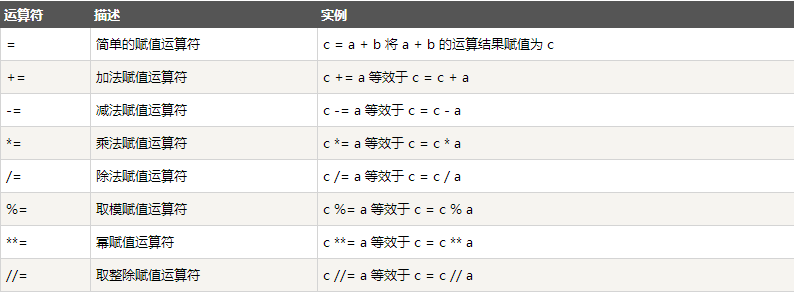 运算符 描述 实例
= 简单的赋值运算符 c = a + b 将 a + b 的运算结果赋值为 c
+= 加法赋值运算符 c += a 等效于 c = c + a
-= 减法赋值运算符 c -= a 等效于 c = c - a
*= 乘法赋值运算符 c *= a 等效于 c = c * a
/= 除法赋值运算符 c /= a 等效于 c = c / a
%= 取模赋值运算符 c %= a 等效于 c = c % a
**= 幂赋值运算符 c **= a 等效于 c = c ** a
//= 取整除赋值运算符 c //= a 等效于 c = c // a